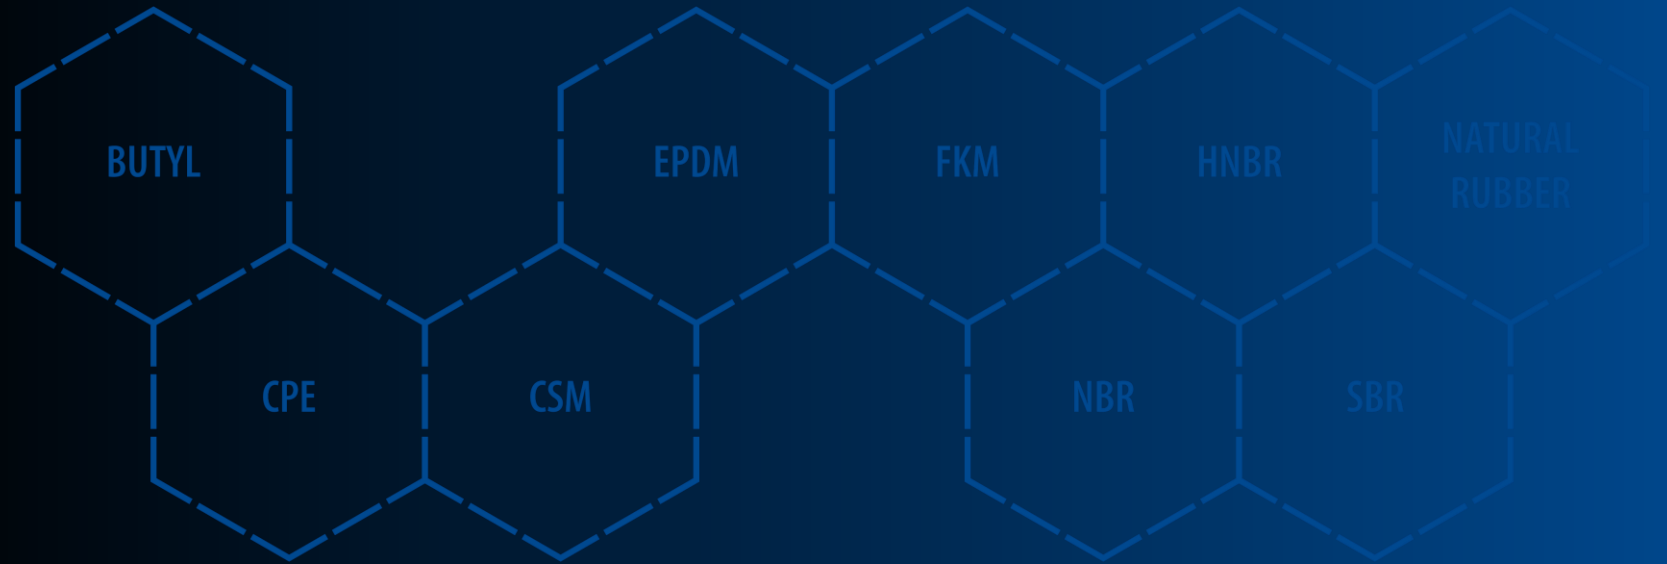 BUTYL
EPDM
FKM
HNBR
NATURAL
RUBBER
CPE
CSM
NBR
SBR